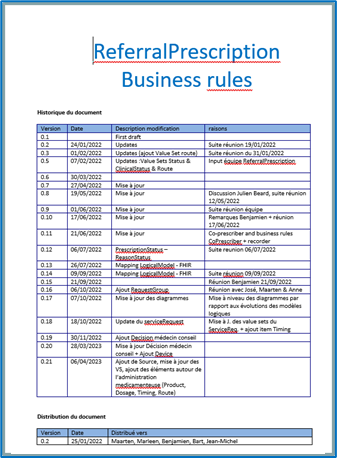 ReferralPrescription
Business rules
Historique du document
Version Date Description modification raisons
0.1 First draft
0.2 24/01/2022 Updates Suite réunion 19/01/2022
0.3 01/02/2022 Updates (ajout Value Set route) Suite réunion du 31/01/2022
0.5 07/02/2022 Updates :Value Sets Status & Input équipe ReferralPrescription
ClinicalStatus & Route
0.6 30/03/2022
0.7 27/04/2022 Mise à jour
0.8 19/05/2022 Mise à jour Discussion Julien Beard, suite réunion
12/05/2022
0.9 01/06/2022 Mise à jour Suite réunion équipe
0.10 17/06/2022 Mise à jour Remarques Benjamien + réunion
17/06/2022
0.11 21/06/2022 Mise à jour Co-prescriber and business rules
CoPrescriber + recorder
0.12 06/07/2022 PrescriptionStatus – Suite reunion 06/07/2022
ReasonStatus
0.13 26/07/2022 Mapping LogicalModel - FHIR
0.14 09/09/2022 Mapping LogicalModel - FHIR Suite réunion 09/09/2022
0.15 21/09/2022 Réunion Benjamien 21/09/2022
0.16 06/10/2022 Ajout RequestGroup Réunion avec José, Maarten & Anne
0.17 07/10/2022 Mise à jour des diagrammes Mise à niveau des diagrammes par
rapport aux évolutions des modèles
logiques
0.18 18/10/2022 Update du serviceRequest Mise à J. des value sets du
ServiceReq. + ajout item Timing
0.19 30/11/2022 Ajout Decision médecin conseil
0.20 28/03/2023 Mise à jour Décision médecin
conseil + Ajout Device
0.21 06/04/2023 Ajout de Source, mise à jour des
VS, ajout des éléments autour de
l'administration
medicamenteuse (Product,
Dosage, Timing, Route)
Distribution du document
Version Date Distribué vers
0.2 25/01/2022 Maarten, Marleen, Benjamien, Bart, Jean-Michel